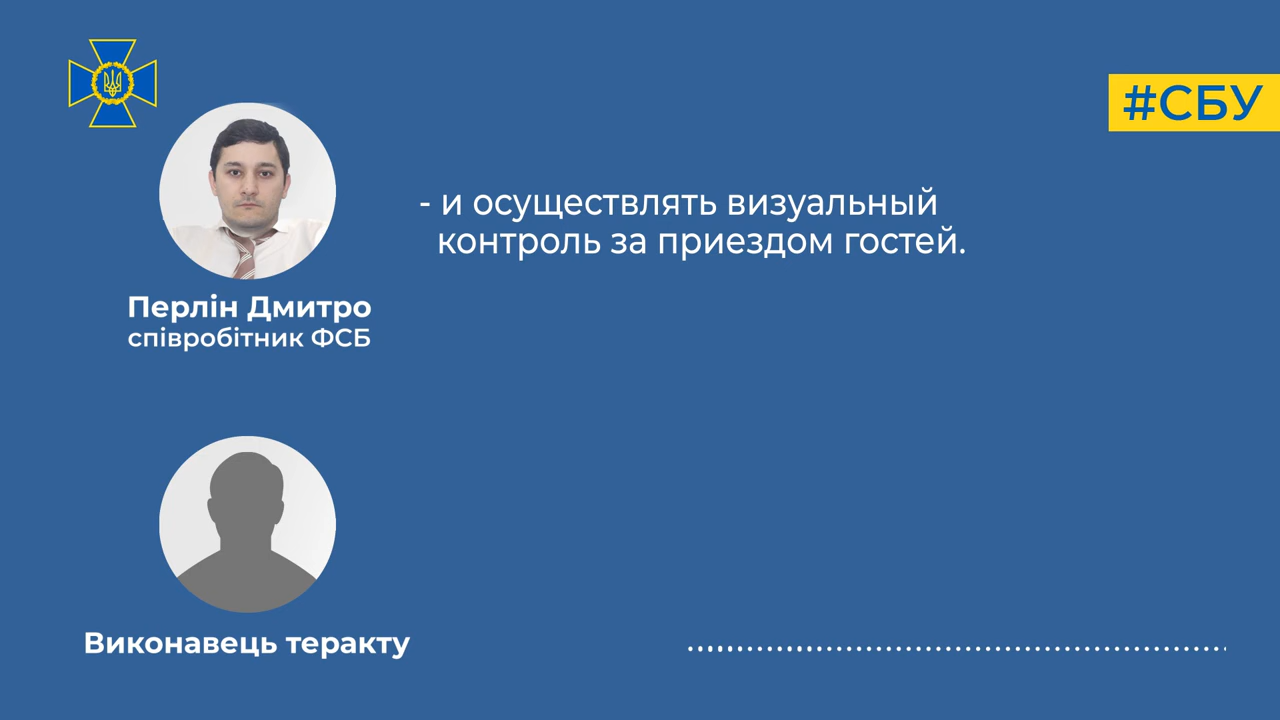 #СБУ
- и осуществлять визуальный
контроль за приездом гостей.
Перлін Дмитро
співробітник ФСБ
Виконавець теракту